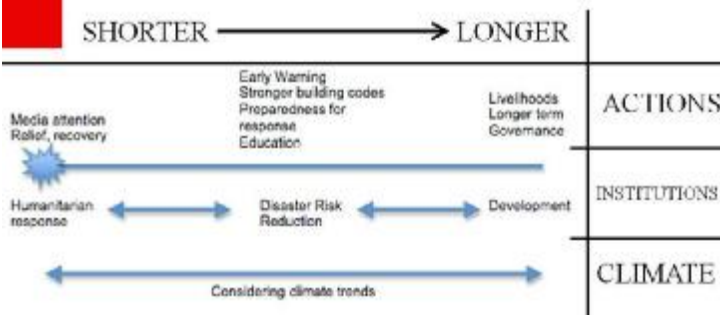 SHORTER LONGER
Early Warning
Stronger building codes
Preparedness for
response
Education
Media attention
Relief, recovery
Livelihoods
Longer term
Governance
ACTIONS
Humanitarian
response
Disaster Risk
Reduction
Development
INSTITUTIONS
Considering climate trends
CLIMATE